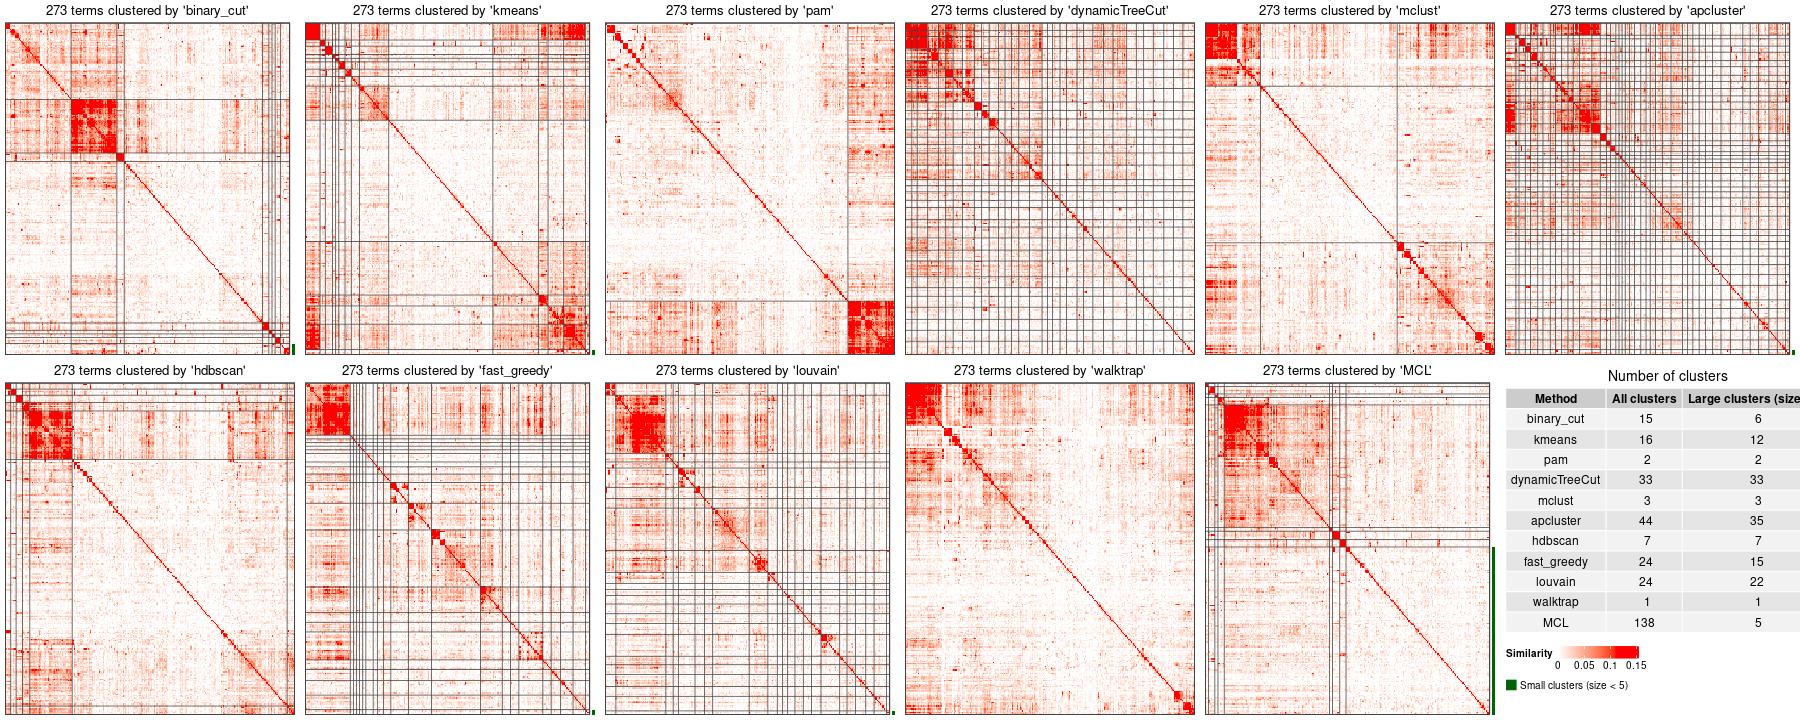 273 terms clustered by 'binary_cut'
273 terms clustered by 'kmeans'
273 terms clustered by 'pam'
273 terms clustered by 'dynamicTreeCut'
273 terms clustered by 'mclust'
273 terms clustered by 'apcluster'
273 terms clustered by 'hdbscan'
273 terms clustered by 'fast_greedy'
273 terms clustered by 'louvain'
273 terms clustered by 'walktrap'
273 terms clustered by 'MCL'
Number of clusters
Method All clusters Large clusters (size
binary_cut 15 6
kmeans 16 12
pam 2 2
dynamicTreeCut 33 33
mclust 3 3
apcluster 44 35
hdbscan 7 7
fast_greedy 24 15
louvain 24 22
walktrap 1 1
MCL 138 5
Similarity
0 0.05 0.1 0.15
Small clusters (size < 5)